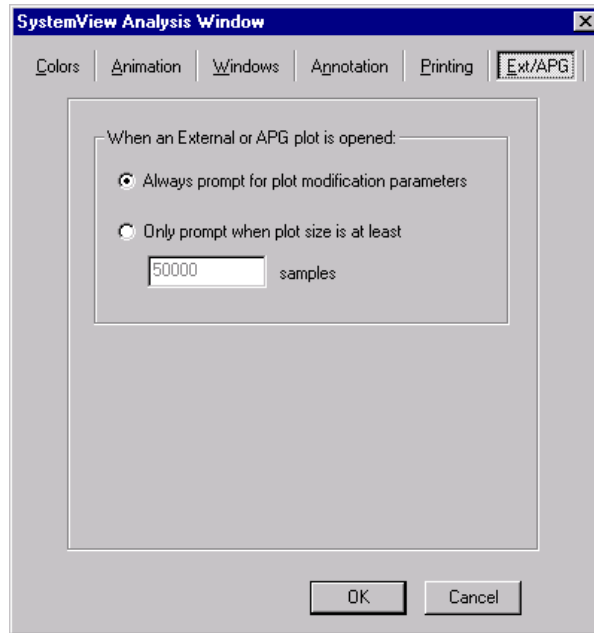 SystemView Analysis Window
Colors Animation Windows Annotation Printing Ext/APG
When an External or APG plot is opened:
Always prompt for plot modification parameters
Only prompt when plot size is at least
50000 samples
OK Cancel